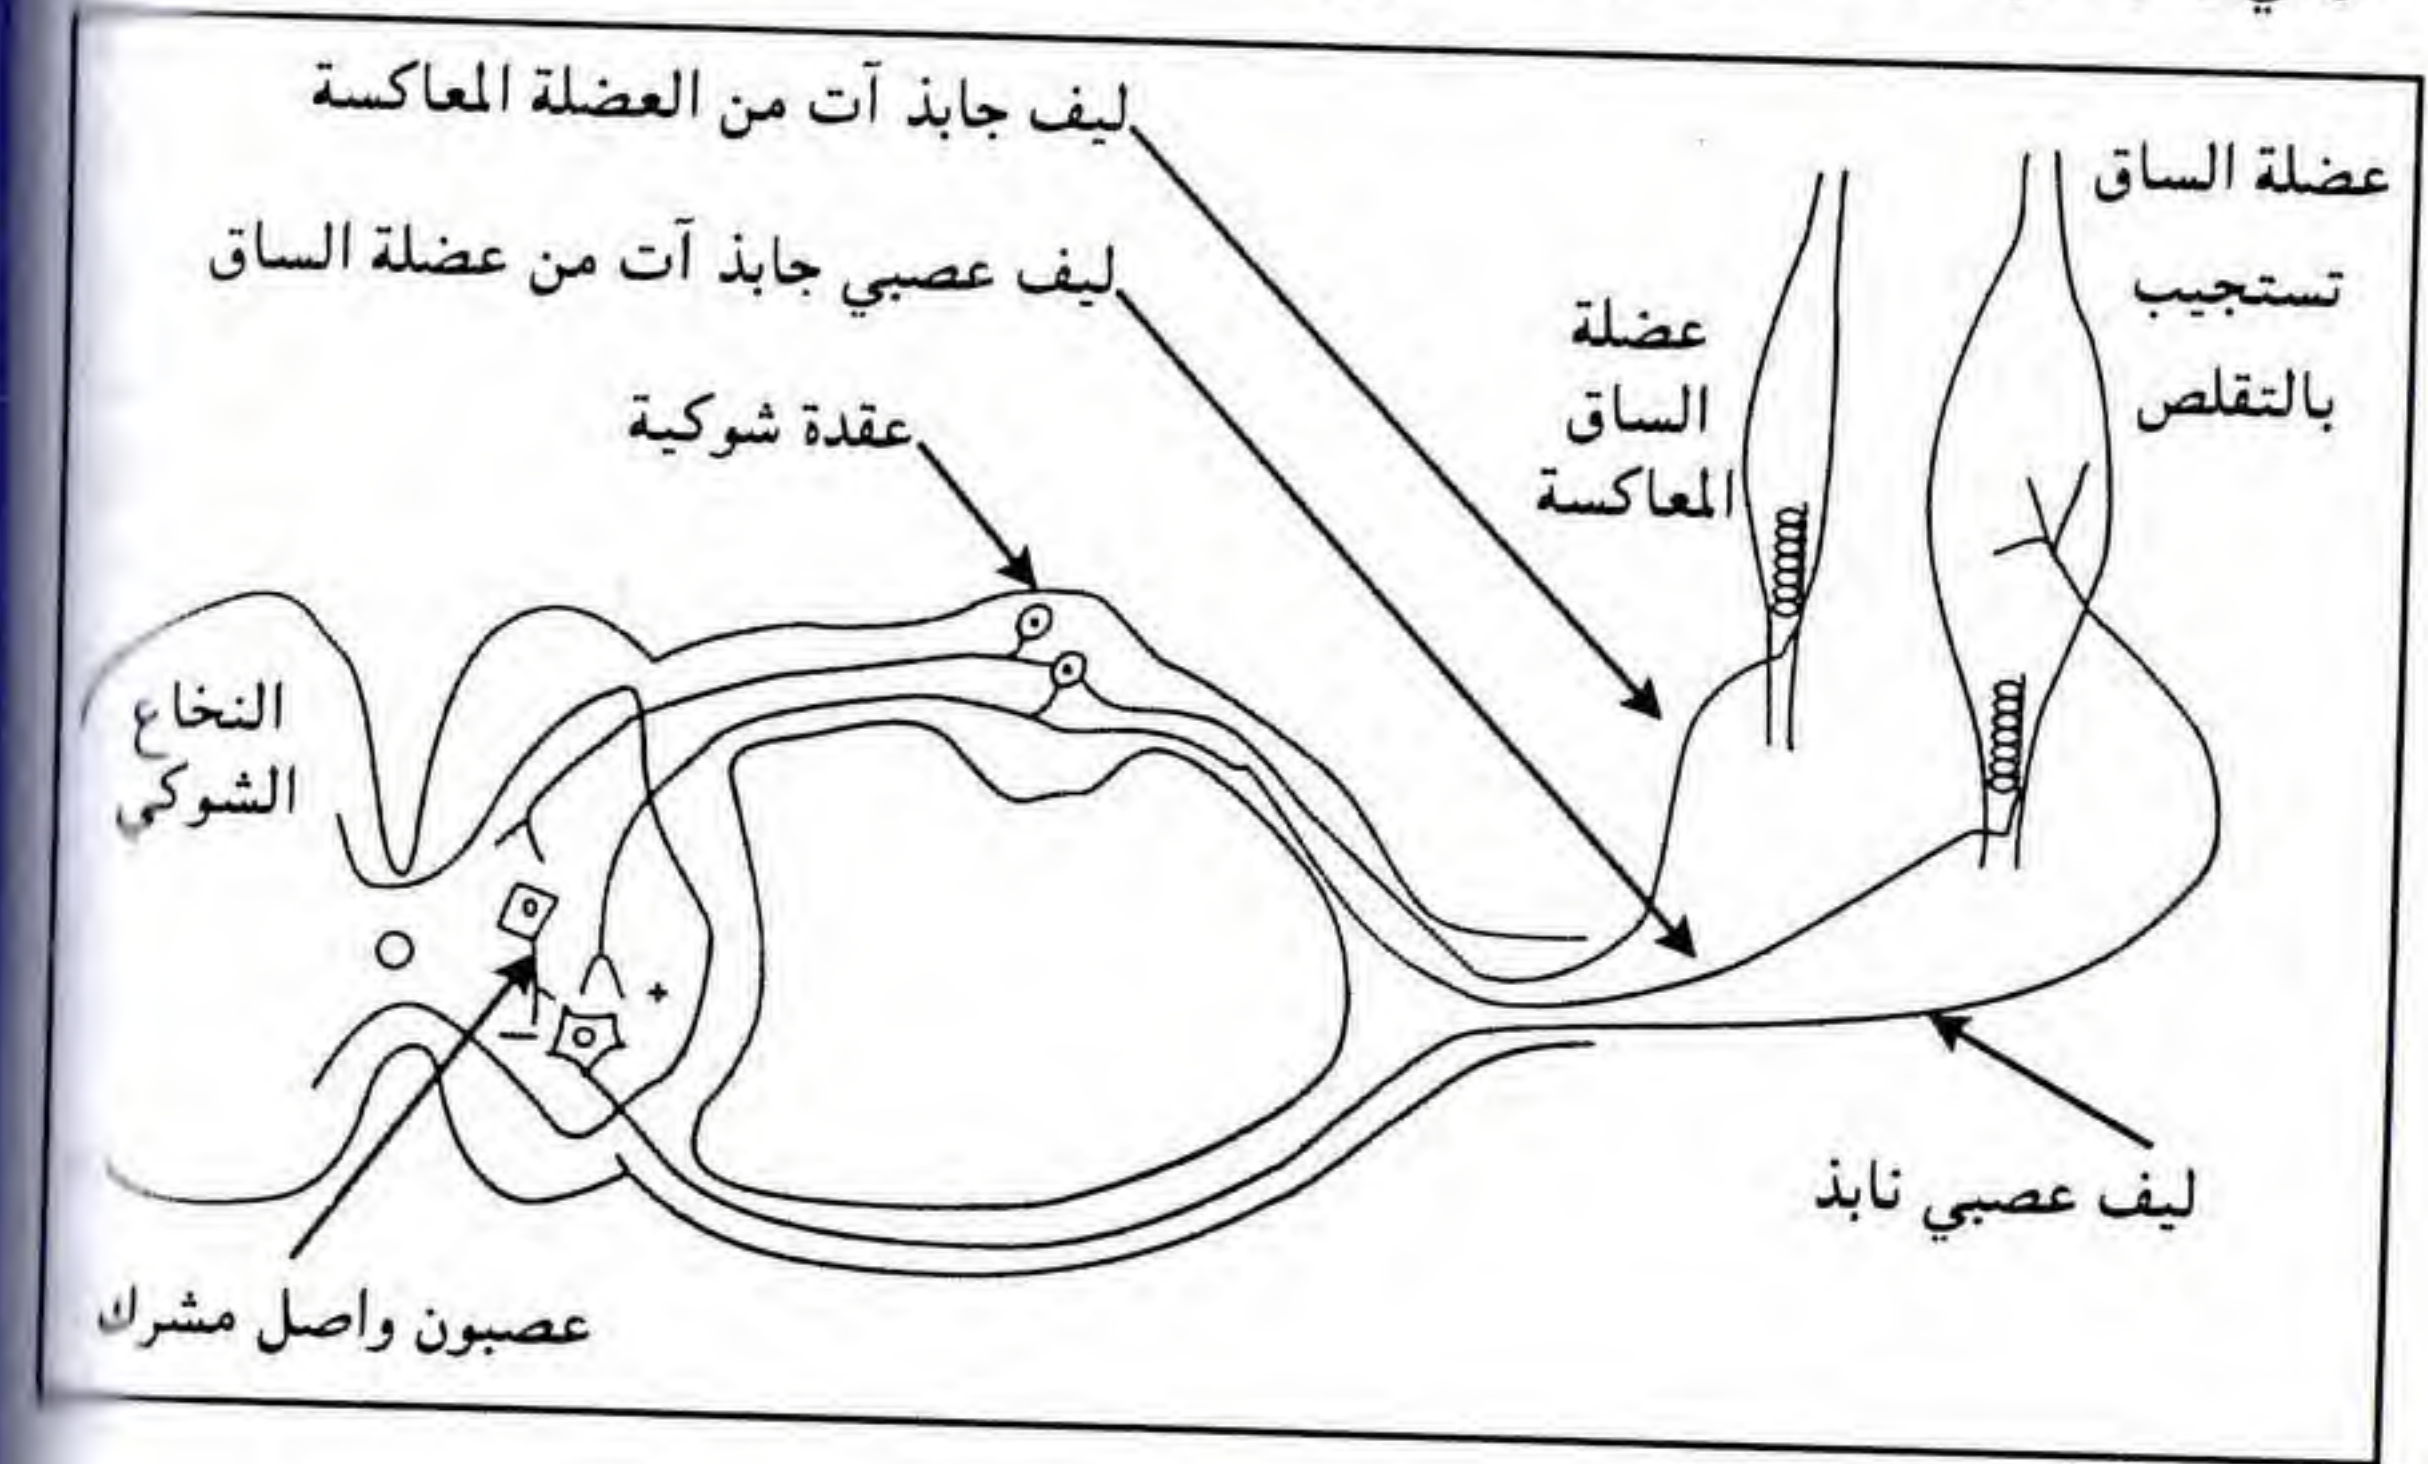 ليف جابذ آت من العضلة المعاكسة
عضلة الساق
تستجيب
بالتقلص
ليف عصبي جابذ آت من عضلة الساق
عضلة
الساق
المعاكسة
عقدة شوكية
النخاع
الشوكي
+
−
ليف عصبي نابذ
عصبون واصل مشرك